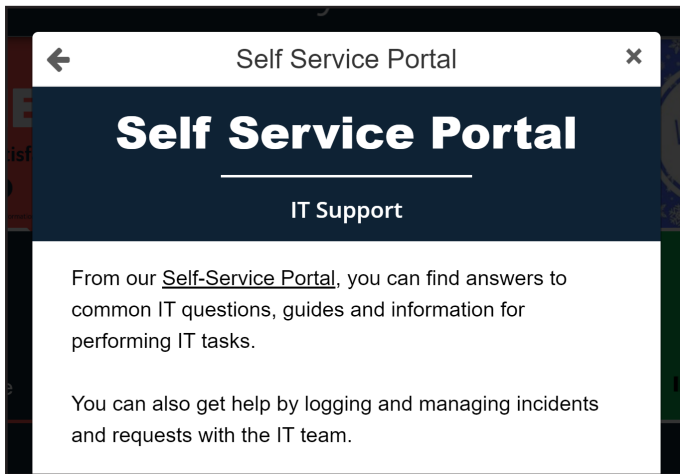 Self Service Portal
Self Service Portal
IT Support
From our Self-Service Portal, you can find answers to
common IT questions, guides and information for
performing IT tasks.
You can also get help by logging and managing incidents
and requests with the IT team.